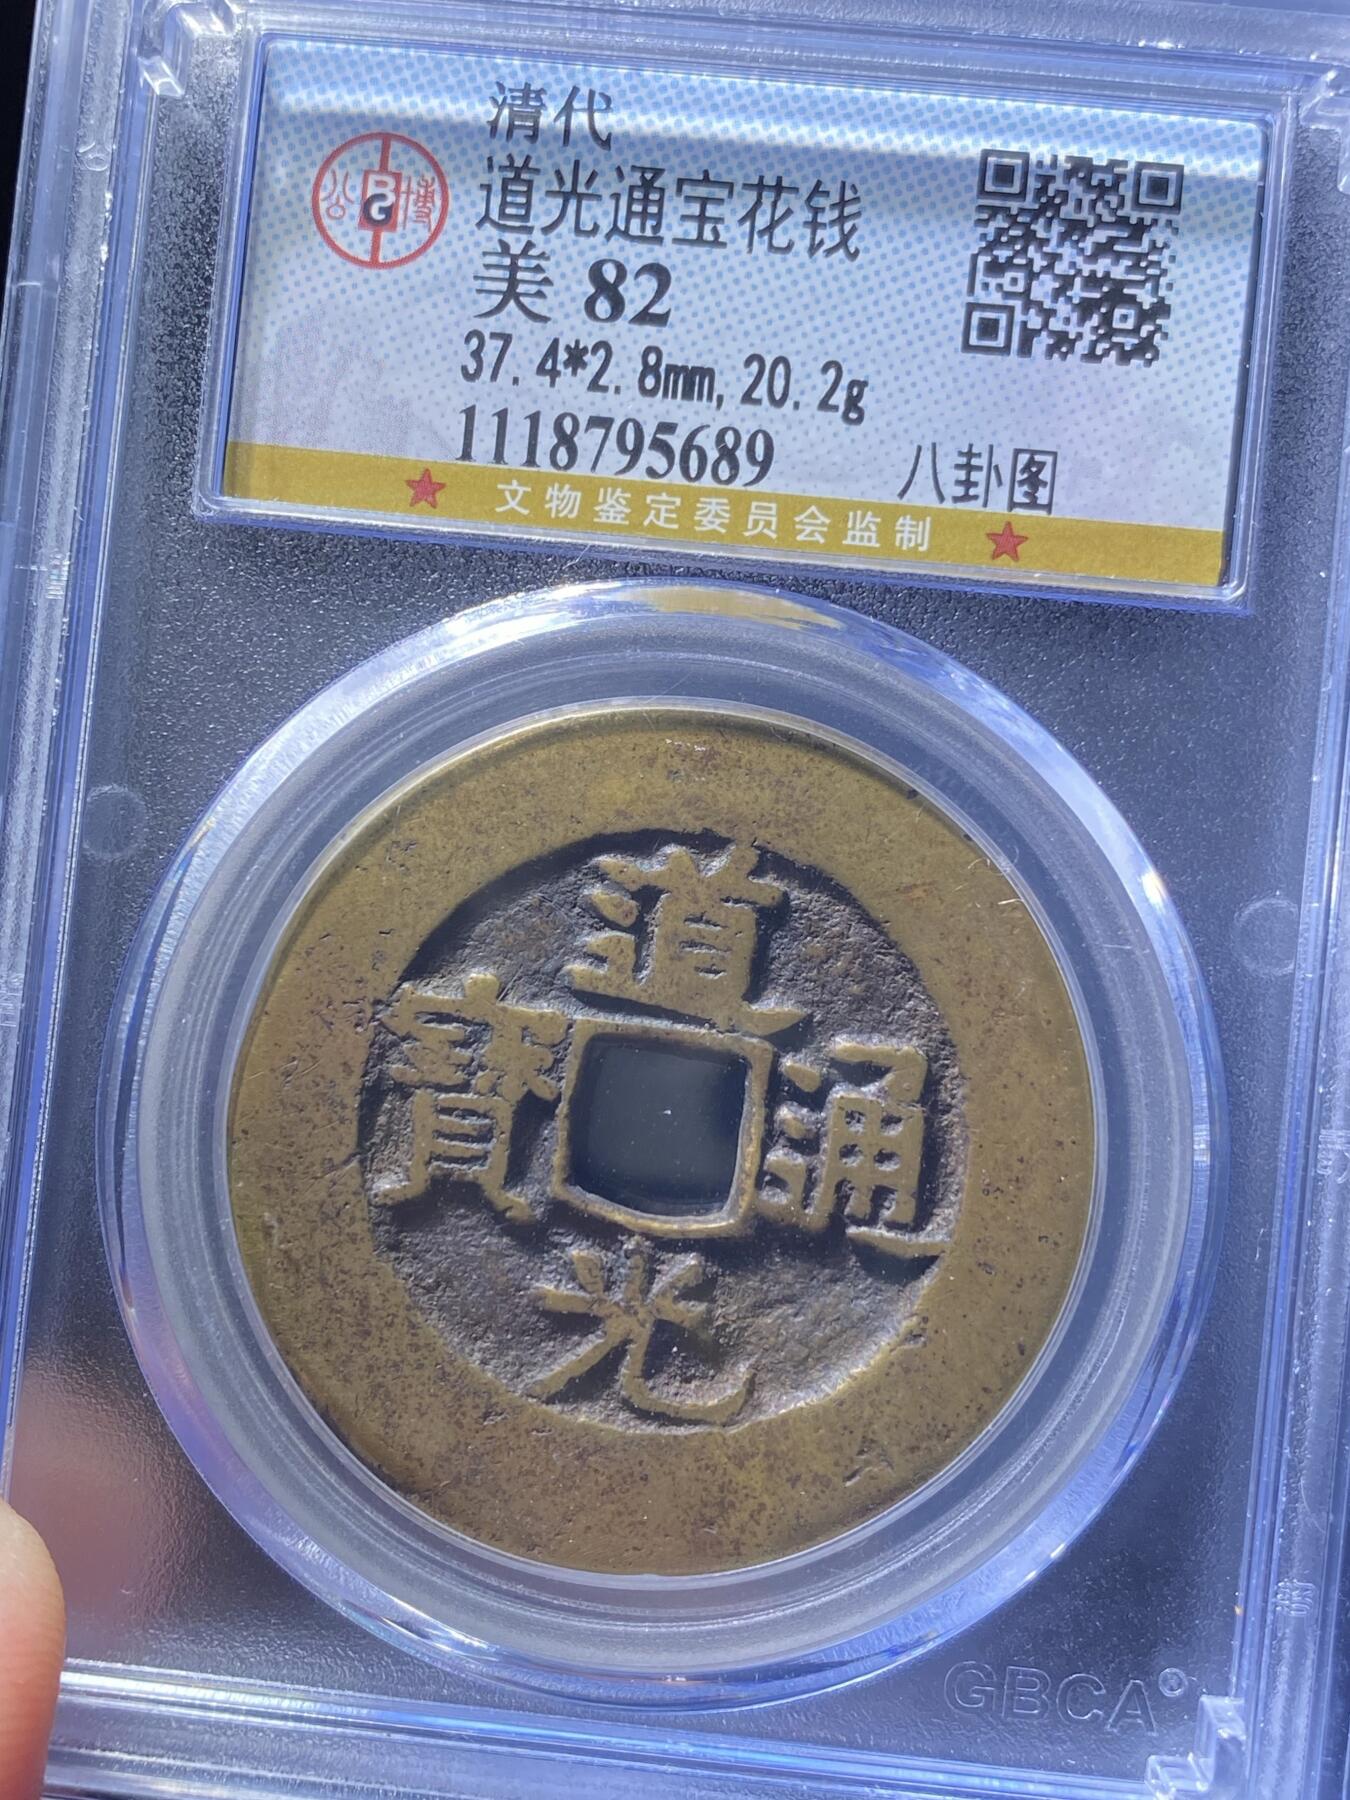 清代
道光通宝花钱
公 BG 博
美 82
37.4*2.8mm,20.2g
1118795689 八卦图
文物鉴定委员会监制
道
寶 通
光
GBCA®